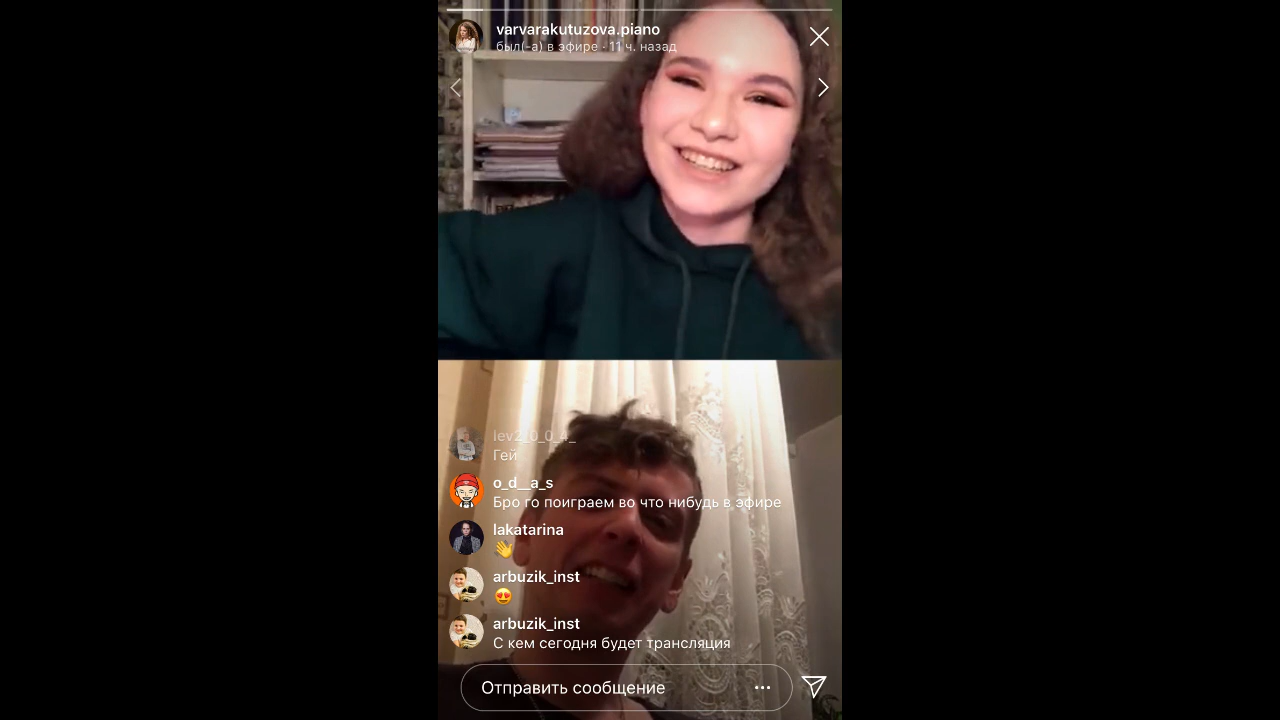 varvarakutuzova.piano
был(-а) в эфире · 11 ч. назад
lev2_0_0_4_
Гей
o_d__a_s
Бро го поиграем во что нибудь в эфире
lakatarina
👋
arbuzik_inst
😍
arbuzik_inst
С кем сегодня будет трансляция
Отправить сообщение